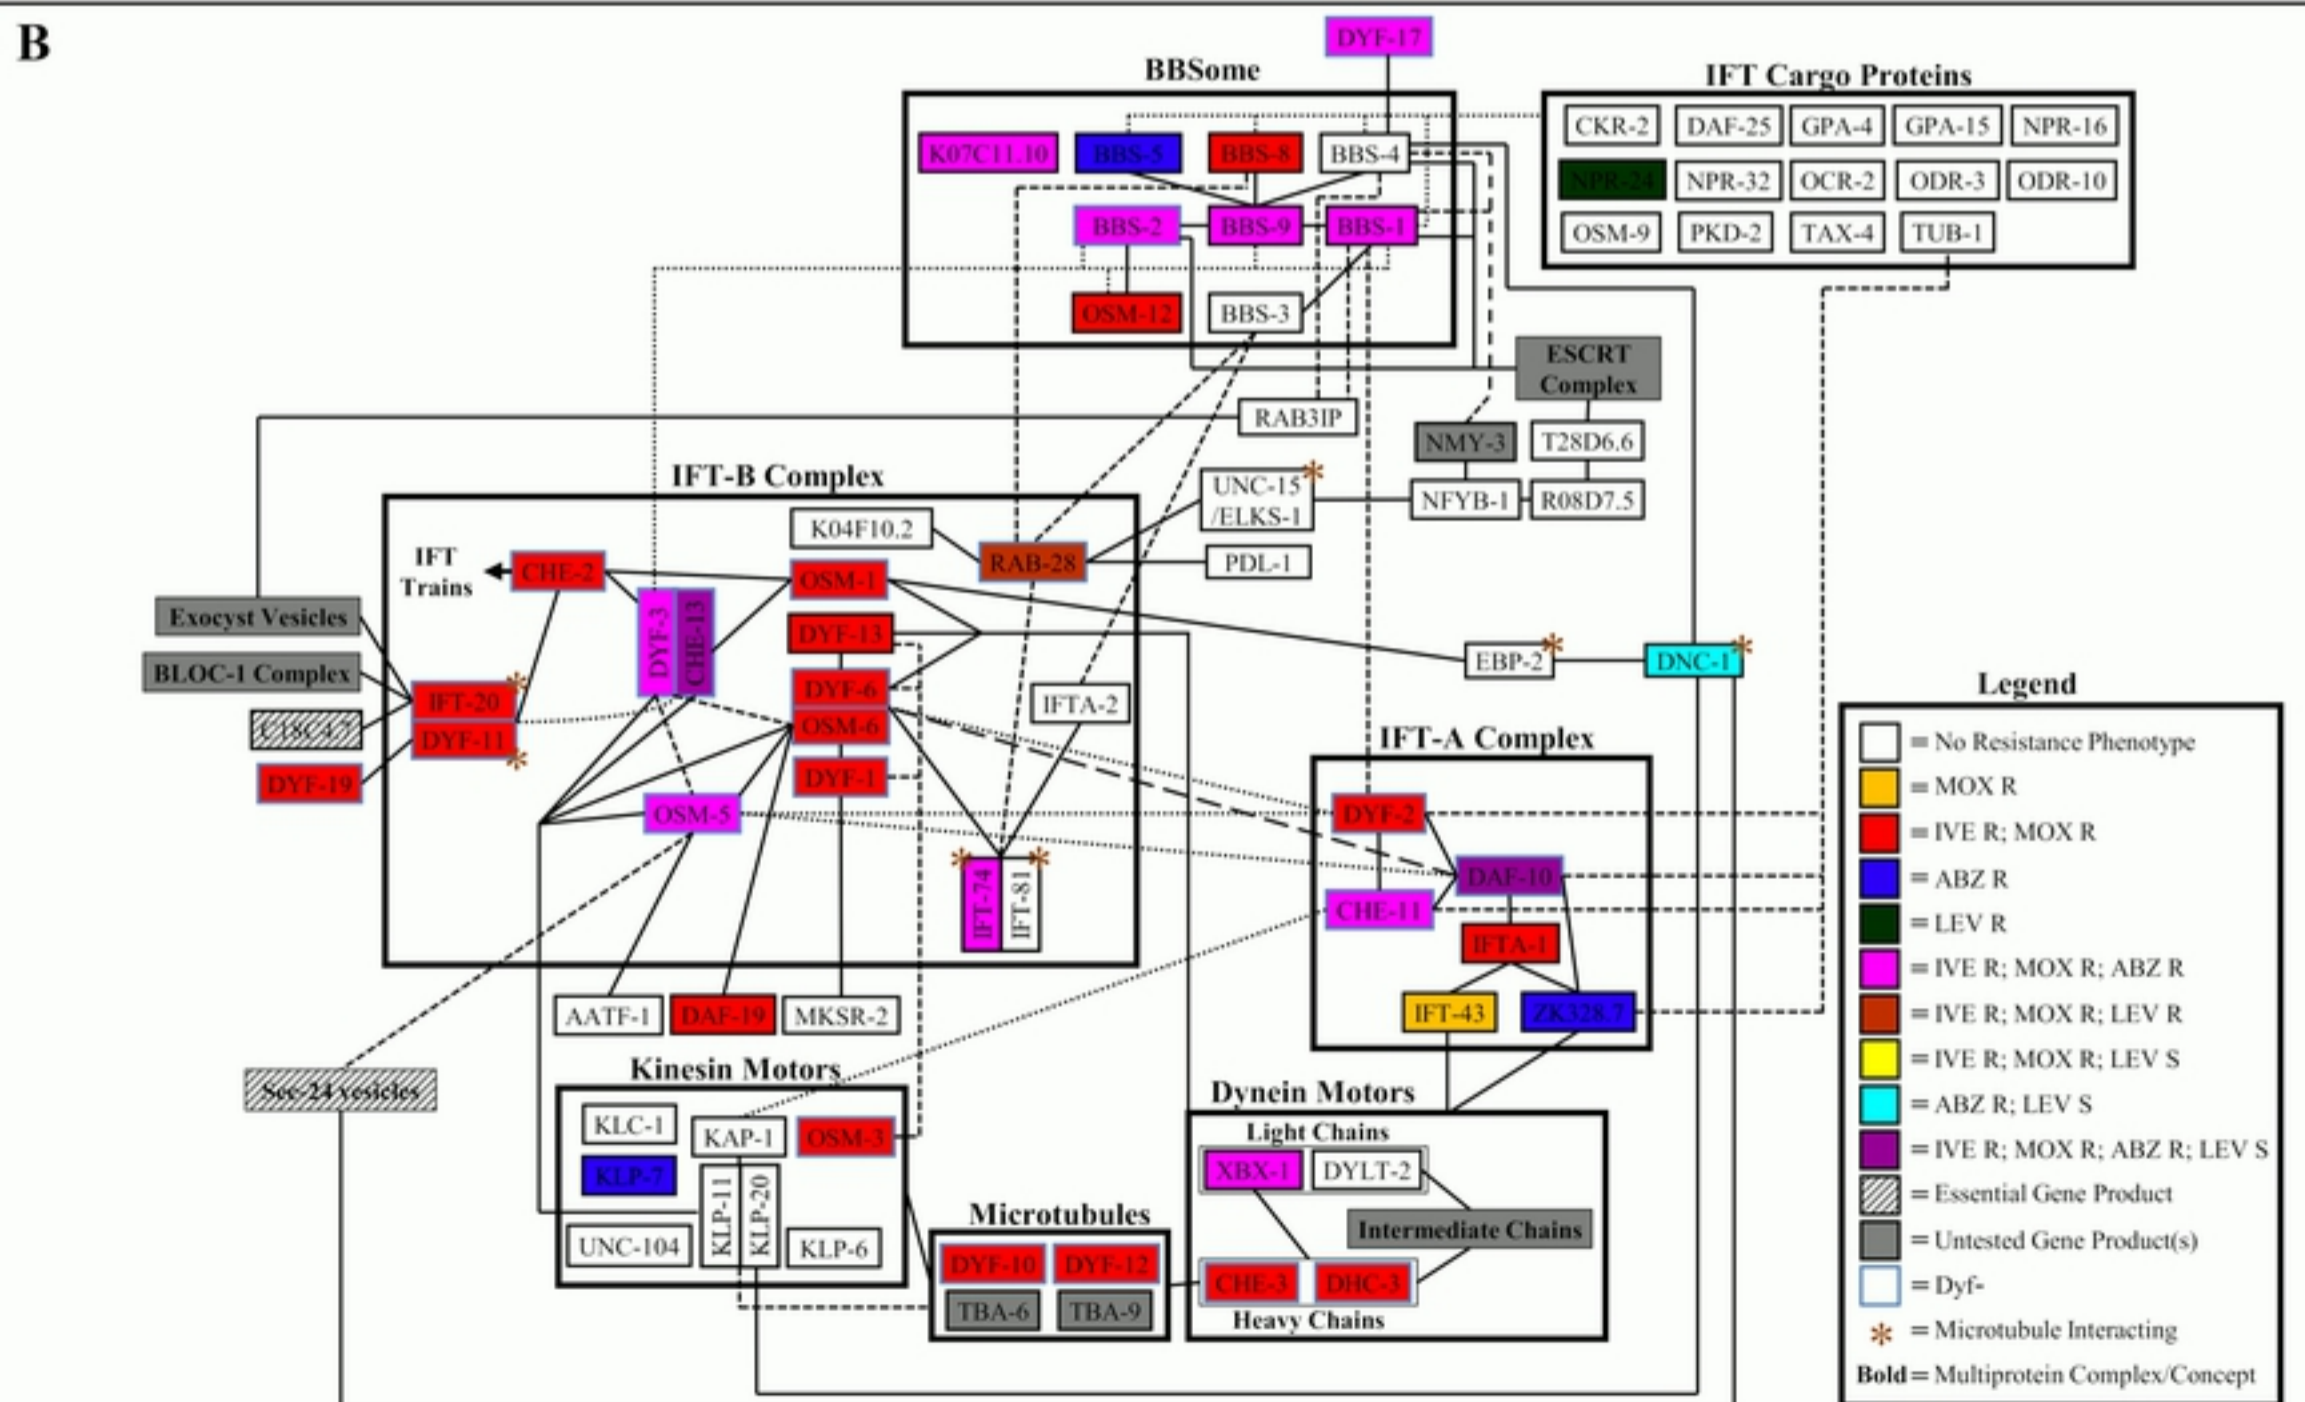 B
DYF-17
BBSome
IFT Cargo Proteins
K07C11.10
BBS-5
BBS-8
BBS-4
BBS-2
BBS-9
BBS-1
OSM-12
BBS-3
CKR-2
DAF-25
GPA-4
GPA-15
NPR-16
NPR-24
NPR-32
OCR-2
ODR-3
ODR-10
OSM-9
PKD-2
TAX-4
TUB-1
ESCRT
Complex
RAB3IP
NMY-3
T28D6.6
UNC-15
/ELKS-1
NFYB-1
R08D7.5
PDL-1
EBP-2
DNC-1
IFT-B Complex
K04F10.2
RAB-28
IFT
Trains
CHE-2
OSM-1
DYF-3
CHE-13
DYF-13
DYF-6
OSM-6
DYF-1
IFTA-2
Exocyst Vesicles
BLOC-1 Complex
IFT-20
DYF-11
DYF-19
OSM-5
IFT-74
IFT-81
AATF-1
DAF-19
MKSR-2
IFT-A Complex
DYF-2
DAF-10
CHE-11
IFTA-1
IFT-43
ZK328.7
Sec-24 vesicles
Kinesin Motors
KLC-1
KAP-1
OSM-3
KLP-7
KLP-11
KLP-20
UNC-104
KLP-6
Microtubules
DYF-10
DYF-12
TBA-6
TBA-9
Dynein Motors
Light Chains
XBX-1
DYLT-2
Intermediate Chains
CHE-3
DHC-3
Heavy Chains
Legend
= No Resistance Phenotype
= MOX R
= IVE R; MOX R
= ABZ R
= LEV R
= IVE R; MOX R; ABZ R
= IVE R; MOX R; LEV R
= IVE R; MOX R; LEV S
= ABZ R; LEV S
= IVE R; MOX R; ABZ R; LEV S
= Essential Gene Product
= Untested Gene Product(s)
= Dyf-
* = Microtubule Interacting
Bold = Multiprotein Complex/Concept